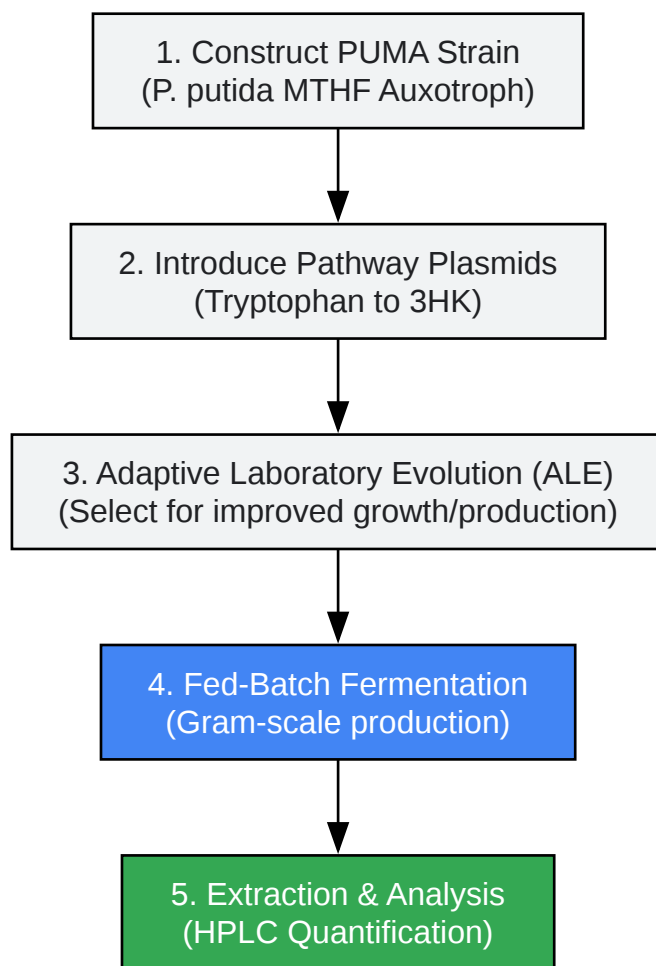 1. Construct PUMA Strain
(P. putida MTHF Auxotroph)
2. Introduce Pathway Plasmids
(Tryptophan to 3HK)
3. Adaptive Laboratory Evolution (ALE)
(Select for improved growth/production)
4. Fed-Batch Fermentation
(Gram-scale production)
5. Extraction & Analysis
(HPLC Quantification)